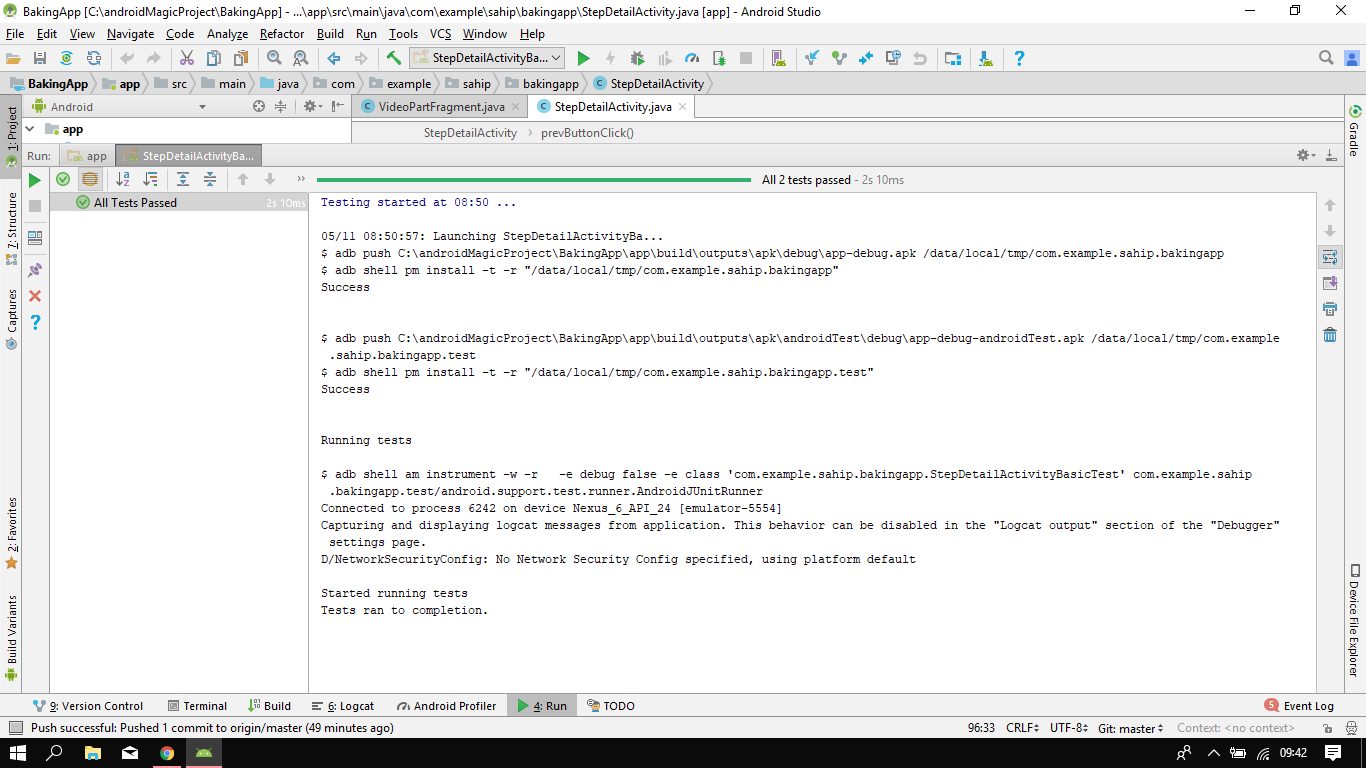 BakingApp [C:\androidMagicProject\BakingApp] - ...\app\src\main\java\com\example\sahip\bakingapp\StepDetailActivity.java [app] - Android Studio
File Edit View Navigate Code Analyze Refactor Build Run Tools VCS Window Help
StepDetailActivityBa...
BakingApp app src main java com example sahip bakingapp StepDetailActivity
1: Project
7: Structure
Captures
2: Favorites
Build Variants
Android
VideoPartFragment.java StepDetailActivity.java
app
StepDetailActivity › prevButtonClick()
Run: app StepDetailActivityBa...
All 2 tests passed - 2s 10ms
All Tests Passed 2s 10ms
Testing started at 08:50 ...
05/11 08:50:57: Launching StepDetailActivityBa...
$ adb push C:\androidMagicProject\BakingApp\app\build\outputs\apk\debug\app-debug.apk /data/local/tmp/com.example.sahip.bakingapp
$ adb shell pm install -t -r "/data/local/tmp/com.example.sahip.bakingapp"
Success
$ adb push C:\androidMagicProject\BakingApp\app\build\outputs\apk\androidTest\debug\app-debug-androidTest.apk /data/local/tmp/com.example
.sahip.bakingapp.test
$ adb shell pm install -t -r "/data/local/tmp/com.example.sahip.bakingapp.test"
Success
Running tests
$ adb shell am instrument -w -r   -e debug false -e class 'com.example.sahip.bakingapp.StepDetailActivityBasicTest' com.example.sahip
.bakingapp.test/android.support.test.runner.AndroidJUnitRunner
Connected to process 6242 on device Nexus_6_API_24 [emulator-5554]
Capturing and displaying logcat messages from application. This behavior can be disabled in the "Logcat output" section of the "Debugger"
settings page.
D/NetworkSecurityConfig: No Network Security Config specified, using platform default
Started running tests
Tests ran to completion.
Gradle
Device File Explorer
9: Version Control Terminal Build 6: Logcat Android Profiler 4: Run TODO 5 Event Log
Push successful: Pushed 1 commit to origin/master (49 minutes ago) 96:33 CRLF UTF-8 Git: master Context: <no context>
09:42